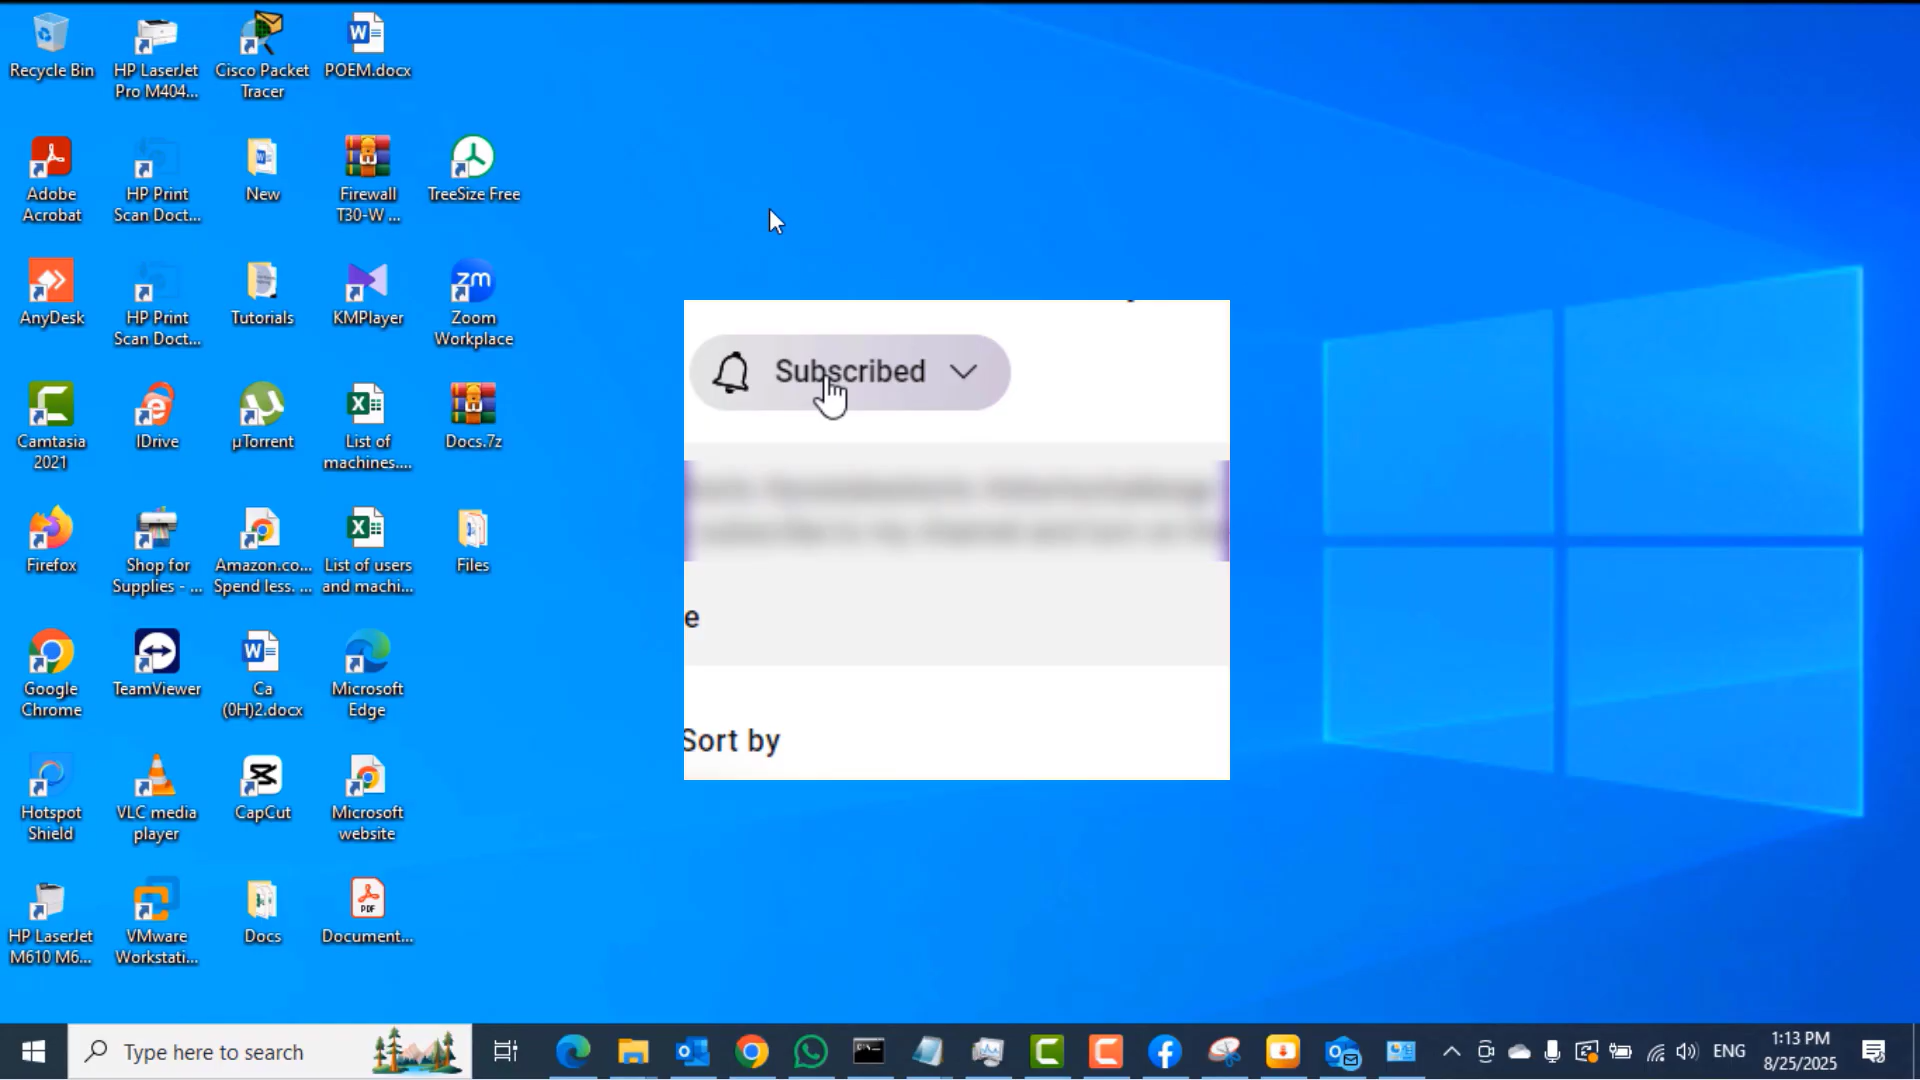 Recycle Bin
HP LaserJet
Pro M404...
Cisco Packet
Tracer
POEM.docx
Adobe
Acrobat
HP Print
Scan Doct...
New
Firewall
T30-W ...
TreeSize Free
AnyDesk
HP Print
Scan Doct...
Tutorials
KMPlayer
zm
Zoom
Workplace
Camtasia
2021
IDrive
µTorrent
List of
machines....
Docs.7z
Firefox
Shop for
Supplies - ...
Amazon.co...
Spend less. ...
List of users
and machi...
Files
Google
Chrome
TeamViewer
Ca
(0H)2.docx
Microsoft
Edge
Hotspot
Shield
VLC media
player
CapCut
Microsoft
website
HP LaserJet
M610 M6...
VMware
Workstati...
Docs
PDF
Document...
Subscribed
e
Sort by
Type here to search
ENG
1:13 PM
8/25/2025